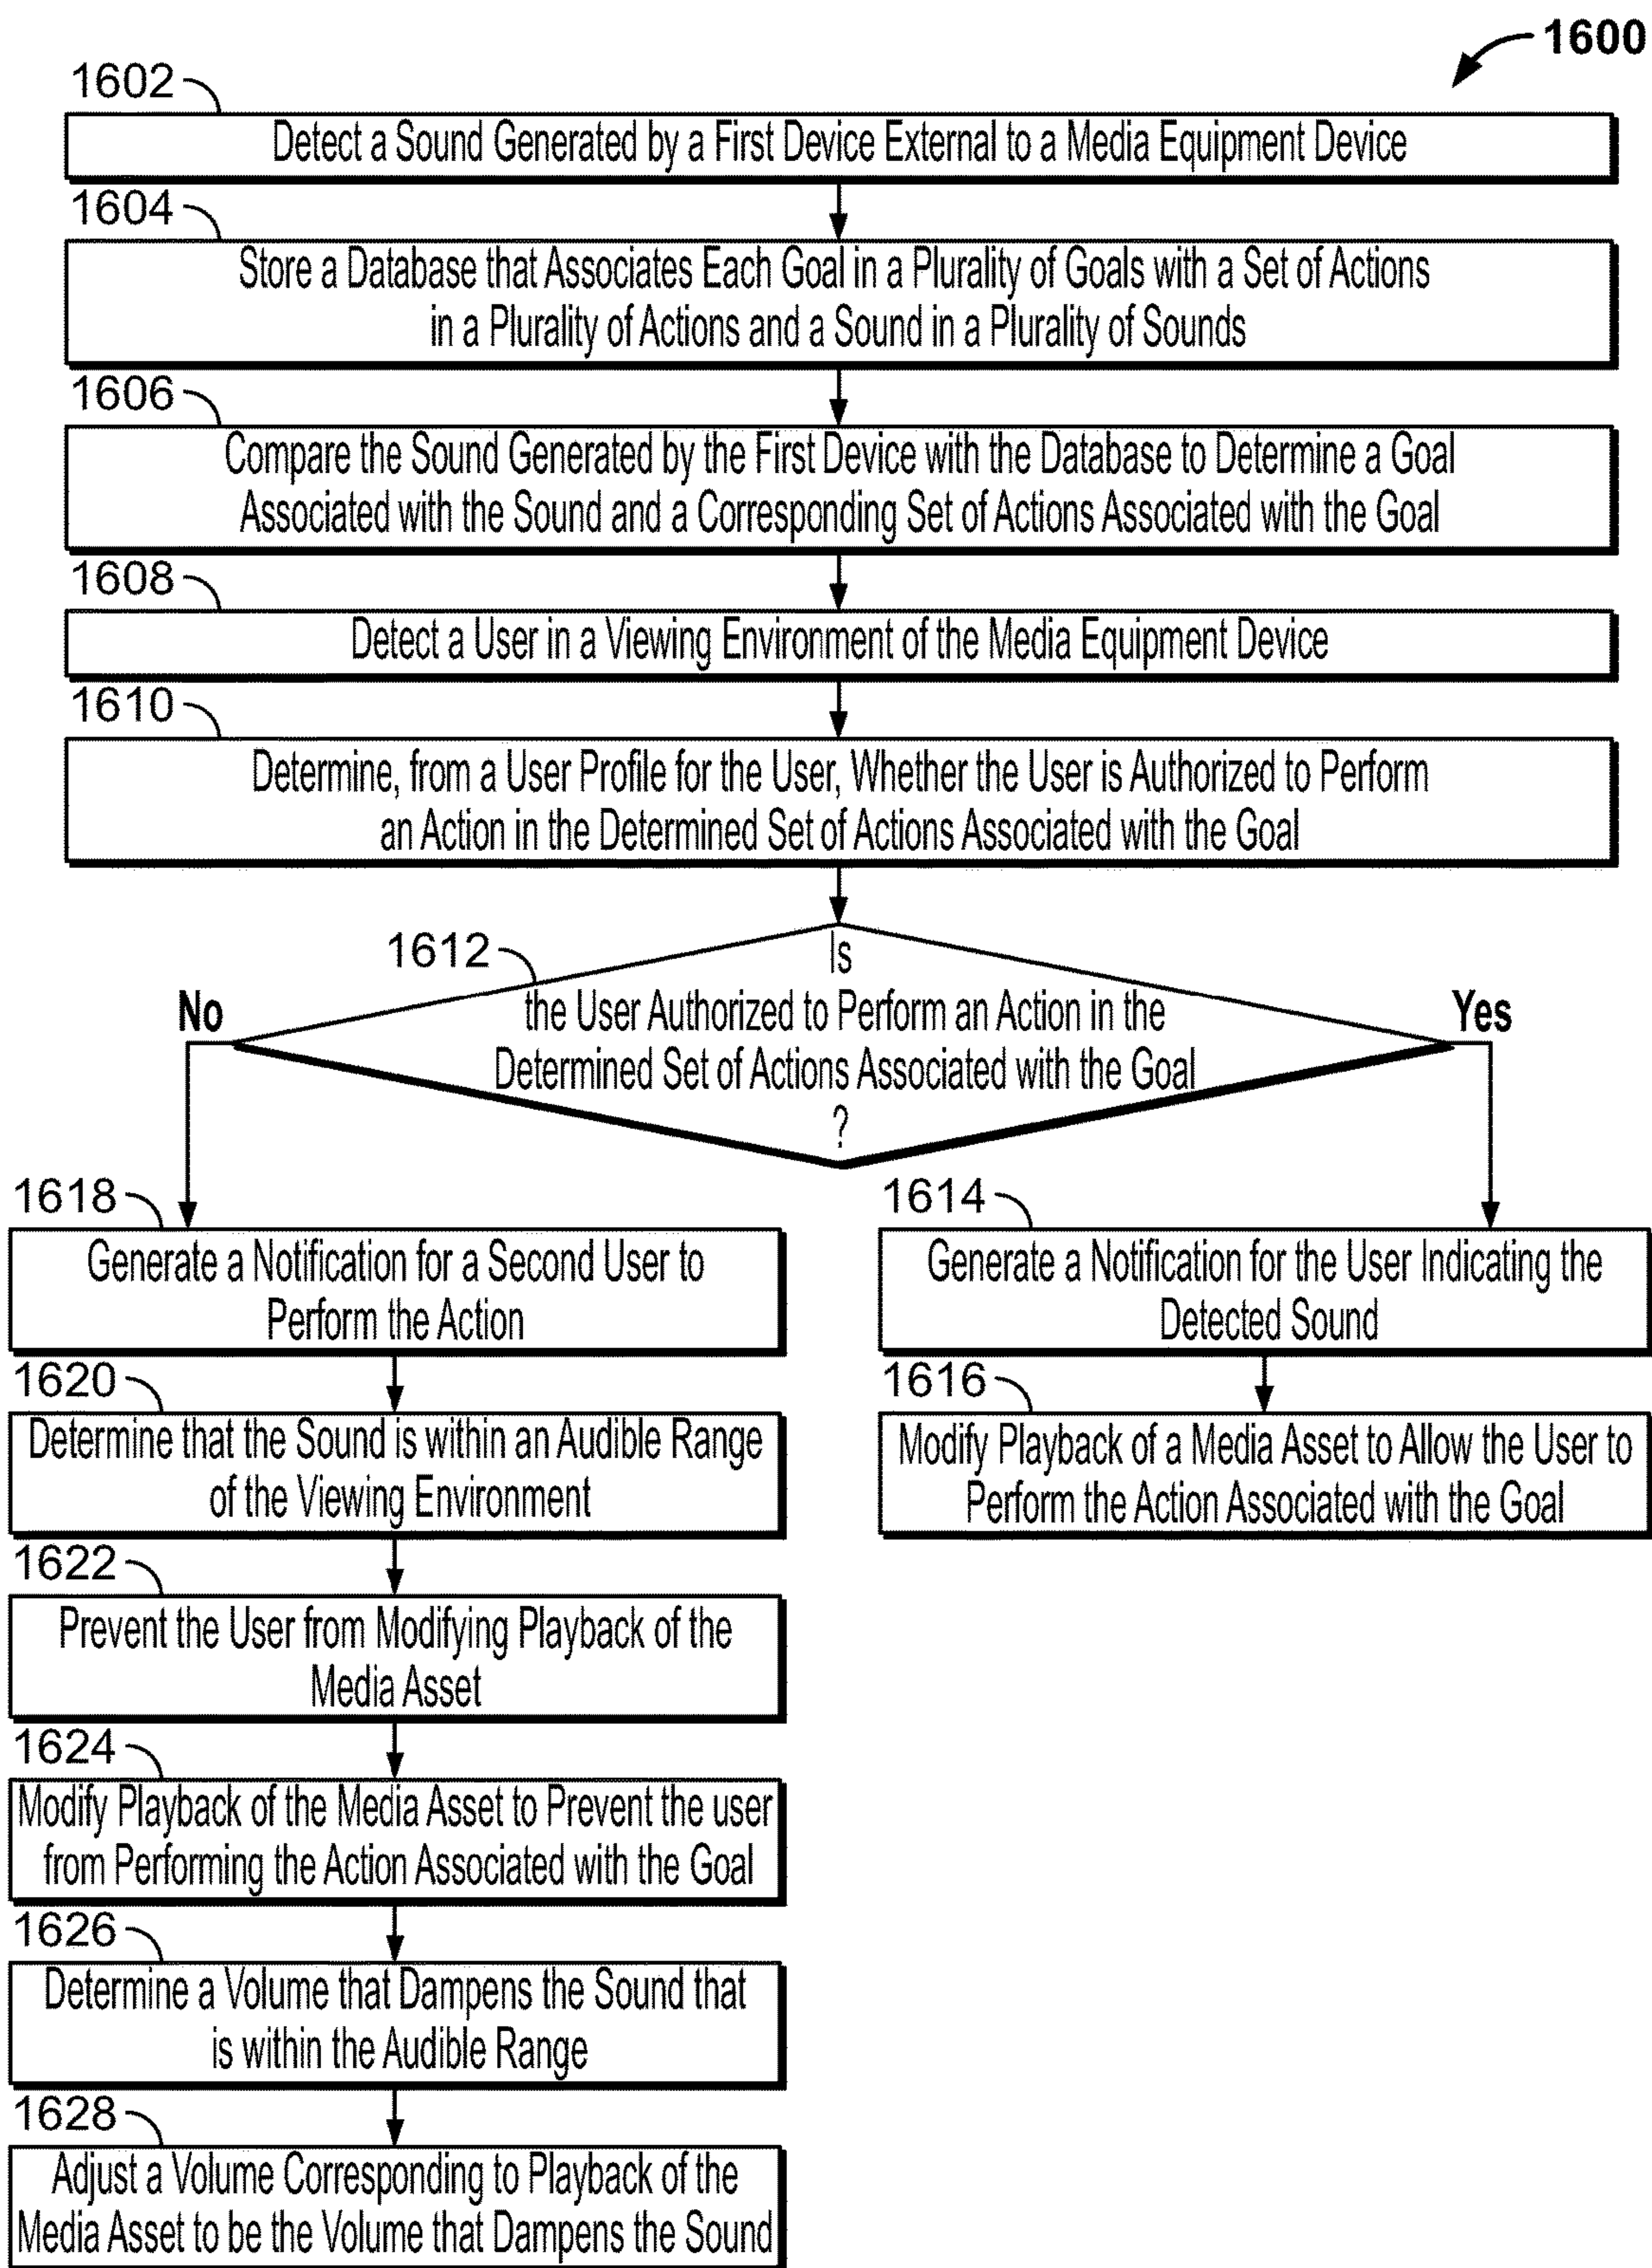 1600
1602
Detect a Sound Generated by a First Device External to a Media Equipment Device
1604
Store a Database that Associates Each Goal in a Plurality of Goals with a Set of Actions
in a Plurality of Actions and a Sound in a Plurality of Sounds
1606
Compare the Sound Generated by the First Device with the Database to Determine a Goal
Associated with the Sound and a Corresponding Set of Actions Associated with the Goal
1608
Detect a User in a Viewing Environment of the Media Equipment Device
1610
Determine, from a User Profile for the User, Whether the User is Authorized to Perform
an Action in the Determined Set of Actions Associated with the Goal
1612
Is
the User Authorized to Perform an Action in the
Determined Set of Actions Associated with the Goal
?
No
Yes
1618
Generate a Notification for a Second User to
Perform the Action
1620
Determine that the Sound is within an Audible Range
of the Viewing Environment
1622
Prevent the User from Modifying Playback of the
Media Asset
1624
Modify Playback of the Media Asset to Prevent the user
from Performing the Action Associated with the Goal
1626
Determine a Volume that Dampens the Sound that
is within the Audible Range
1628
Adjust a Volume Corresponding to Playback of the
Media Asset to be the Volume that Dampens the Sound
1614
Generate a Notification for the User Indicating the
Detected Sound
1616
Modify Playback of a Media Asset to Allow the User to
Perform the Action Associated with the Goal